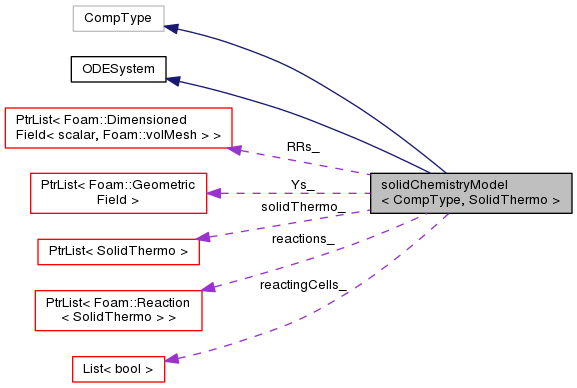 CompType
ODESystem
PtrList< Foam::Dimensioned
Field< scalar, Foam::volMesh > >
RRs_
PtrList< Foam::Geometric
Field >
Ys_
solidChemistryModel
< CompType, SolidThermo >
solidThermo_
PtrList< SolidThermo >
reactions_
PtrList< Foam::Reaction
< SolidThermo > >
reactingCells_
List< bool >